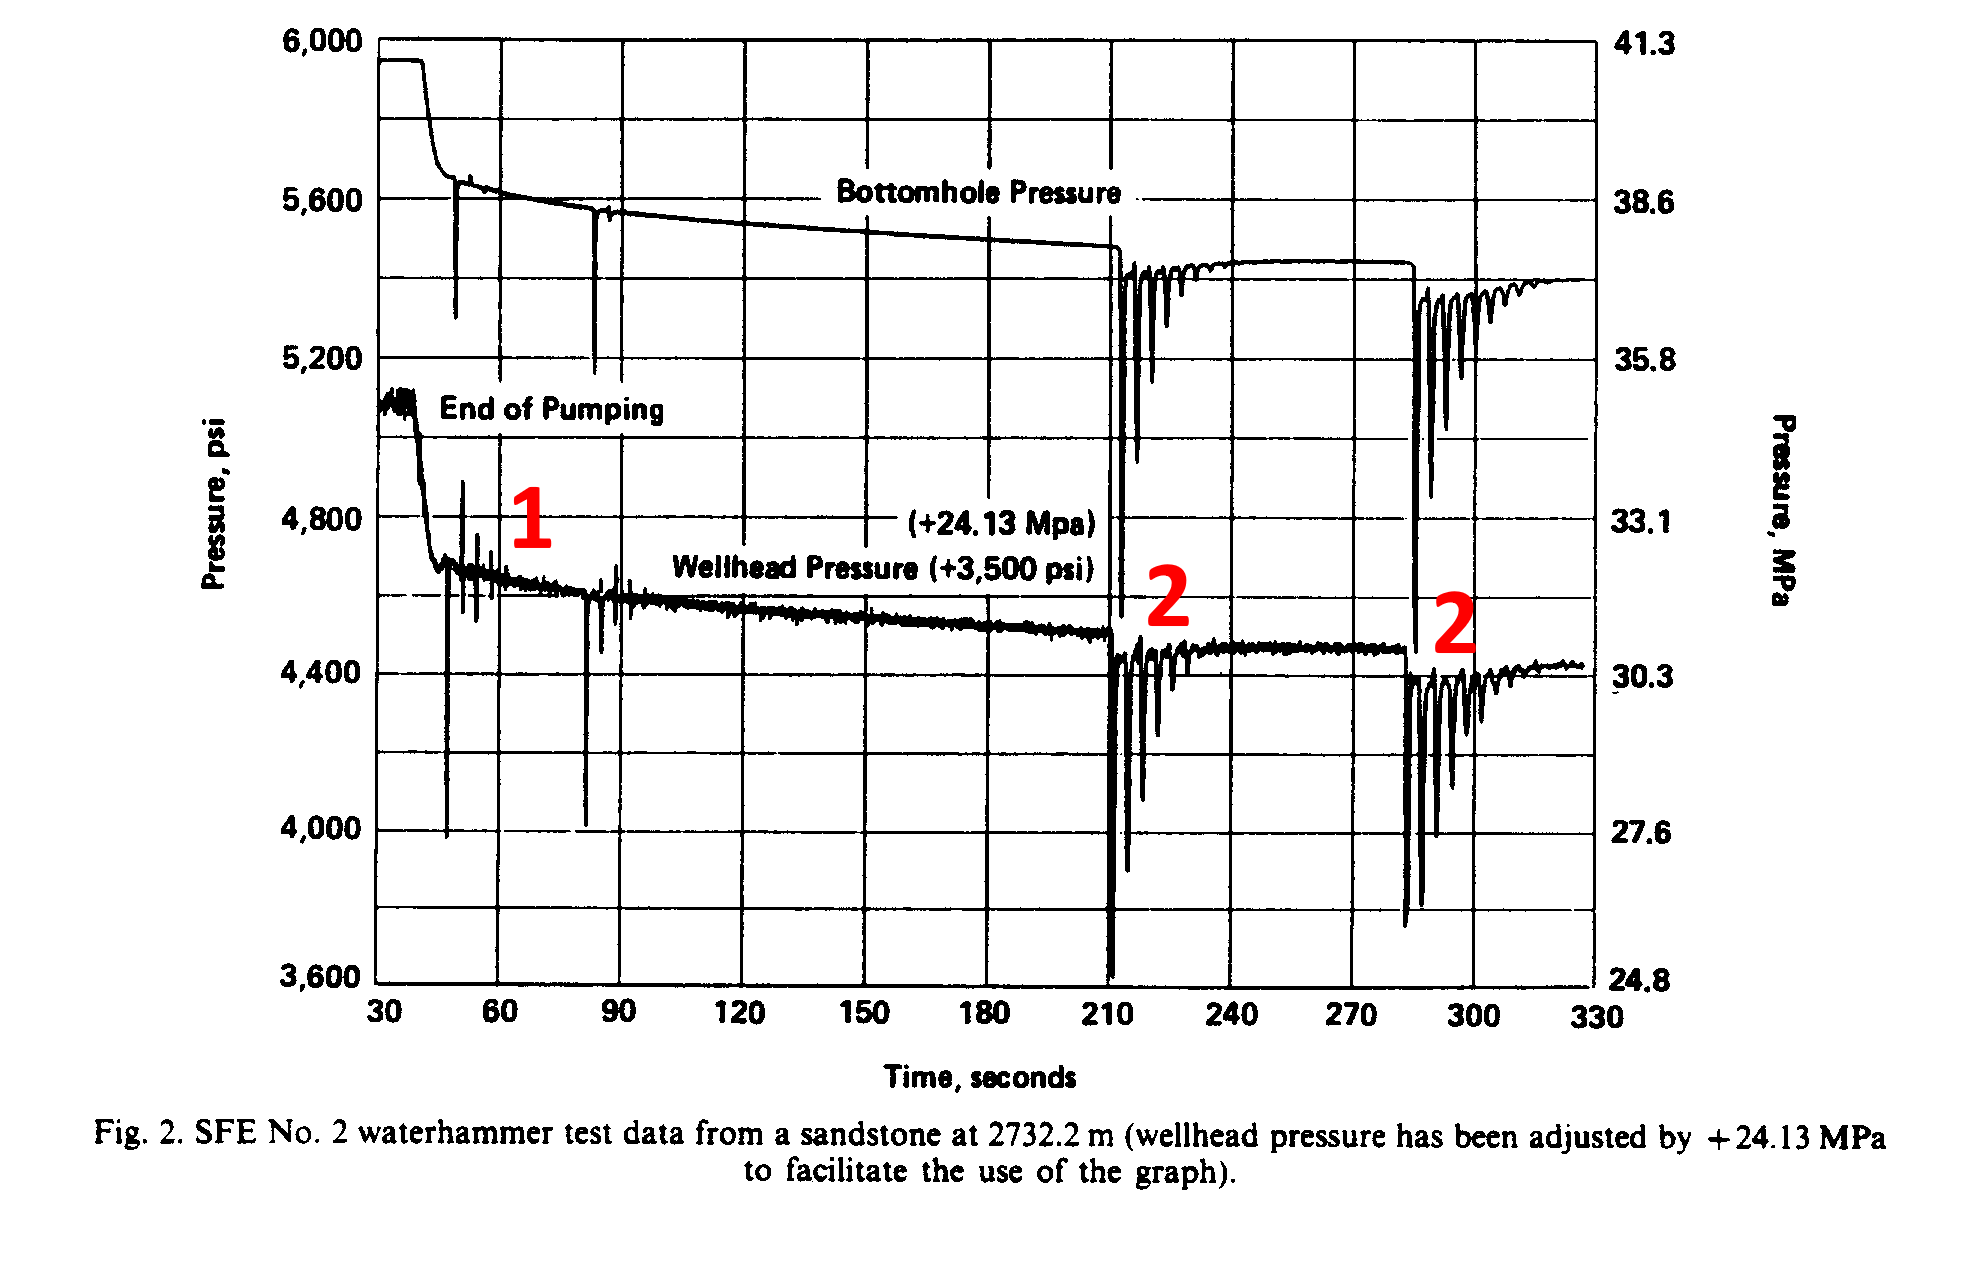 6,000
5,600
5,200
4,800
4,400
4,000
3,600
41.3
38.6
35.8
33.1
30.3
27.6
24.8
Pressure, psi
Pressure, MPa
Bottomhole Pressure
End of Pumping
1
(+24.13 Mpa)
Wellhead Pressure (+3,500 psi)
2
2
30 60 90 120 150 180 210 240 270 300 330
Time, seconds
Fig. 2. SFE No. 2 waterhammer test data from a sandstone at 2732.2 m (wellhead pressure has been adjusted by +24.13 MPa
to facilitate the use of the graph).